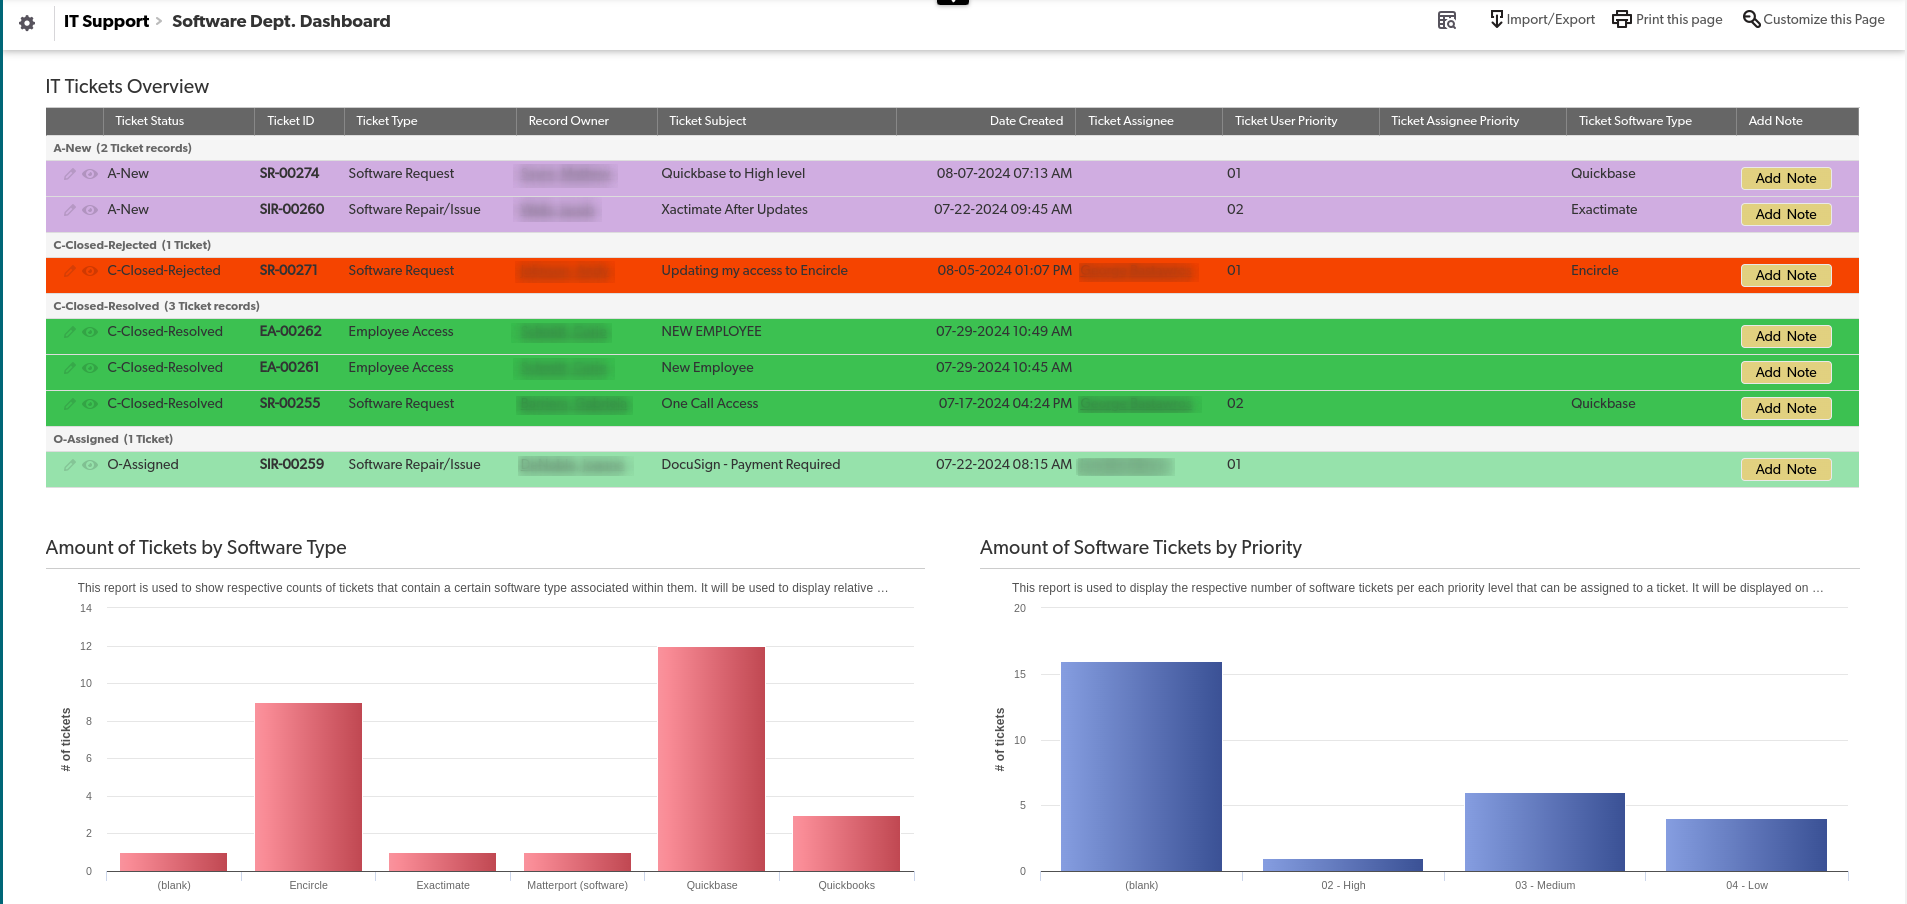 IT Support > Software Dept. Dashboard
Import/Export Print this page Customize this Page
IT Tickets Overview
Ticket Status Ticket ID Ticket Type Record Owner Ticket Subject Date Created Ticket Assignee Ticket User Priority Ticket Assignee Priority Ticket Software Type Add Note
A-New (2 Ticket records)
A-New SR-00274 Software Request Quickbase to High level 08-07-2024 07:13 AM 01 Quickbase Add Note
A-New SIR-00260 Software Repair/Issue Xactimate After Updates 07-22-2024 09:45 AM 02 Exactimate Add Note
C-Closed-Rejected (1 Ticket)
C-Closed-Rejected SR-00271 Software Request Updating my access to Encircle 08-05-2024 01:07 PM 01 Encircle Add Note
C-Closed-Resolved (3 Ticket records)
C-Closed-Resolved EA-00262 Employee Access NEW EMPLOYEE 07-29-2024 10:49 AM Add Note
C-Closed-Resolved EA-00261 Employee Access New Employee 07-29-2024 10:45 AM Add Note
C-Closed-Resolved SR-00255 Software Request One Call Access 07-17-2024 04:24 PM 02 Quickbase Add Note
O-Assigned (1 Ticket)
O-Assigned SIR-00259 Software Repair/Issue DocuSign - Payment Required 07-22-2024 08:15 AM 01 Add Note
Amount of Tickets by Software Type
This report is used to show respective counts of tickets that contain a certain software type associated within them. It will be used to display relative ...
14
12
10
8
6
4
2
0
# of tickets
(blank) Encircle Exactimate Matterport (software) Quickbase Quickbooks
Amount of Software Tickets by Priority
This report is used to display the respective number of software tickets per each priority level that can be assigned to a ticket. It will be displayed on ...
20
15
10
5
0
# of tickets
(blank) 02 - High 03 - Medium 04 - Low